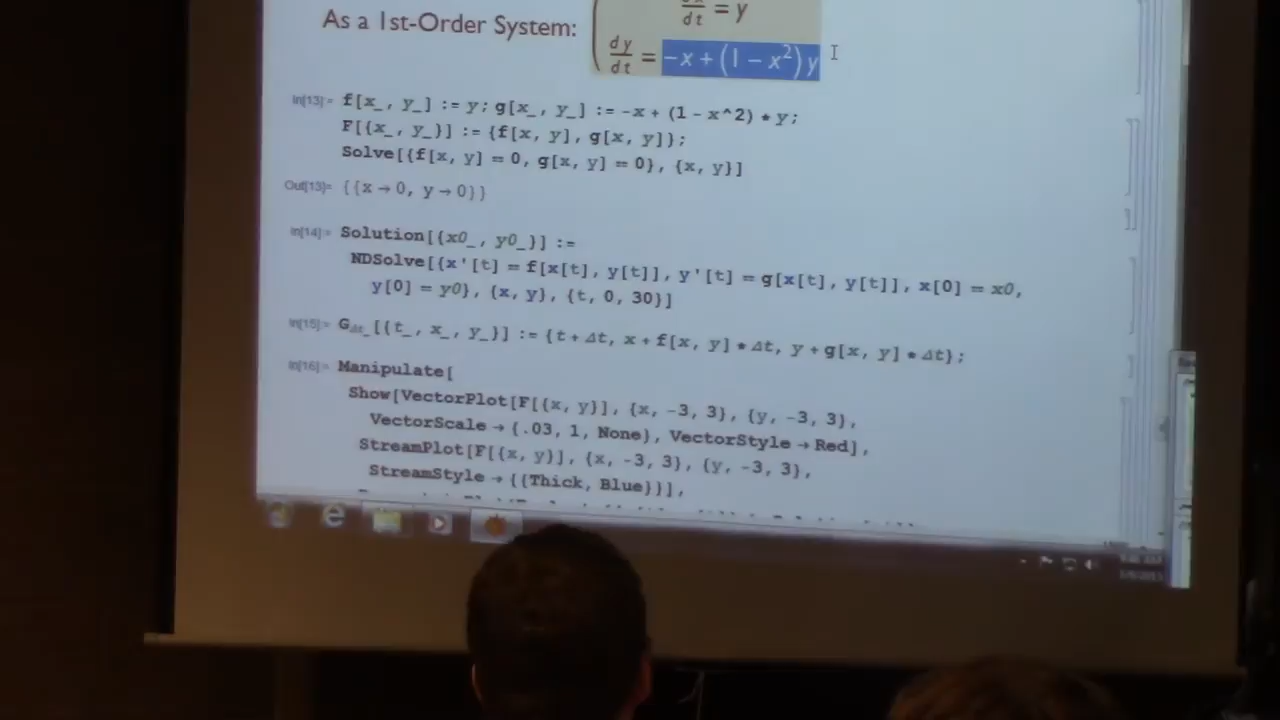 dt = y
As a 1st-Order System:
dy/dt = -x + (1 - x²) y
In[13]:= f[x_, y_] := y; g[x_, y_] := -x + (1 - x^2) * y;
F[{x_, y_}] := {f[x, y], g[x, y]};
Solve[{f[x, y] == 0, g[x, y] == 0}, {x, y}]
Out[13]= {{x → 0, y → 0}}
In[14]:= Solution[{x0_, y0_}] :=
NDSolve[{x'[t] == f[x[t], y[t]], y'[t] == g[x[t], y[t]], x[0] == x0,
y[0] == y0}, {x, y}, {t, 0, 30}]
In[15]:= G_Δt_[{t_, x_, y_}] := {t + Δt, x + f[x, y] * Δt, y + g[x, y] * Δt};
In[16]:= Manipulate[
Show[VectorPlot[F[{x, y}], {x, -3, 3}, {y, -3, 3},
VectorScale → {.03, 1, None}, VectorStyle → Red],
StreamPlot[F[{x, y}], {x, -3, 3}, {y, -3, 3},
StreamStyle → {{Thick, Blue}}],